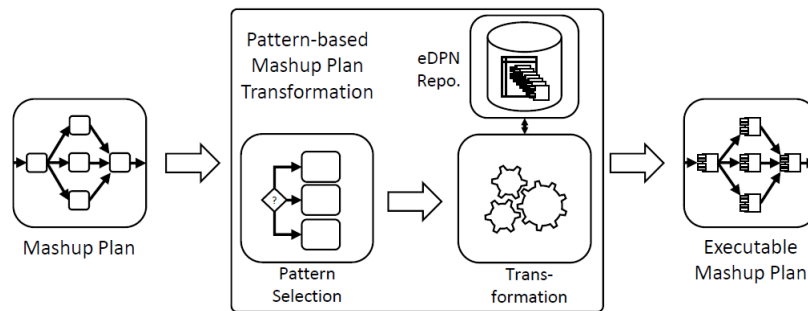 Pattern-based
Mashup Plan
Transformation
eDPN
Repo.
?
Mashup Plan
Pattern
Selection
Trans-
formation
Executable
Mashup Plan